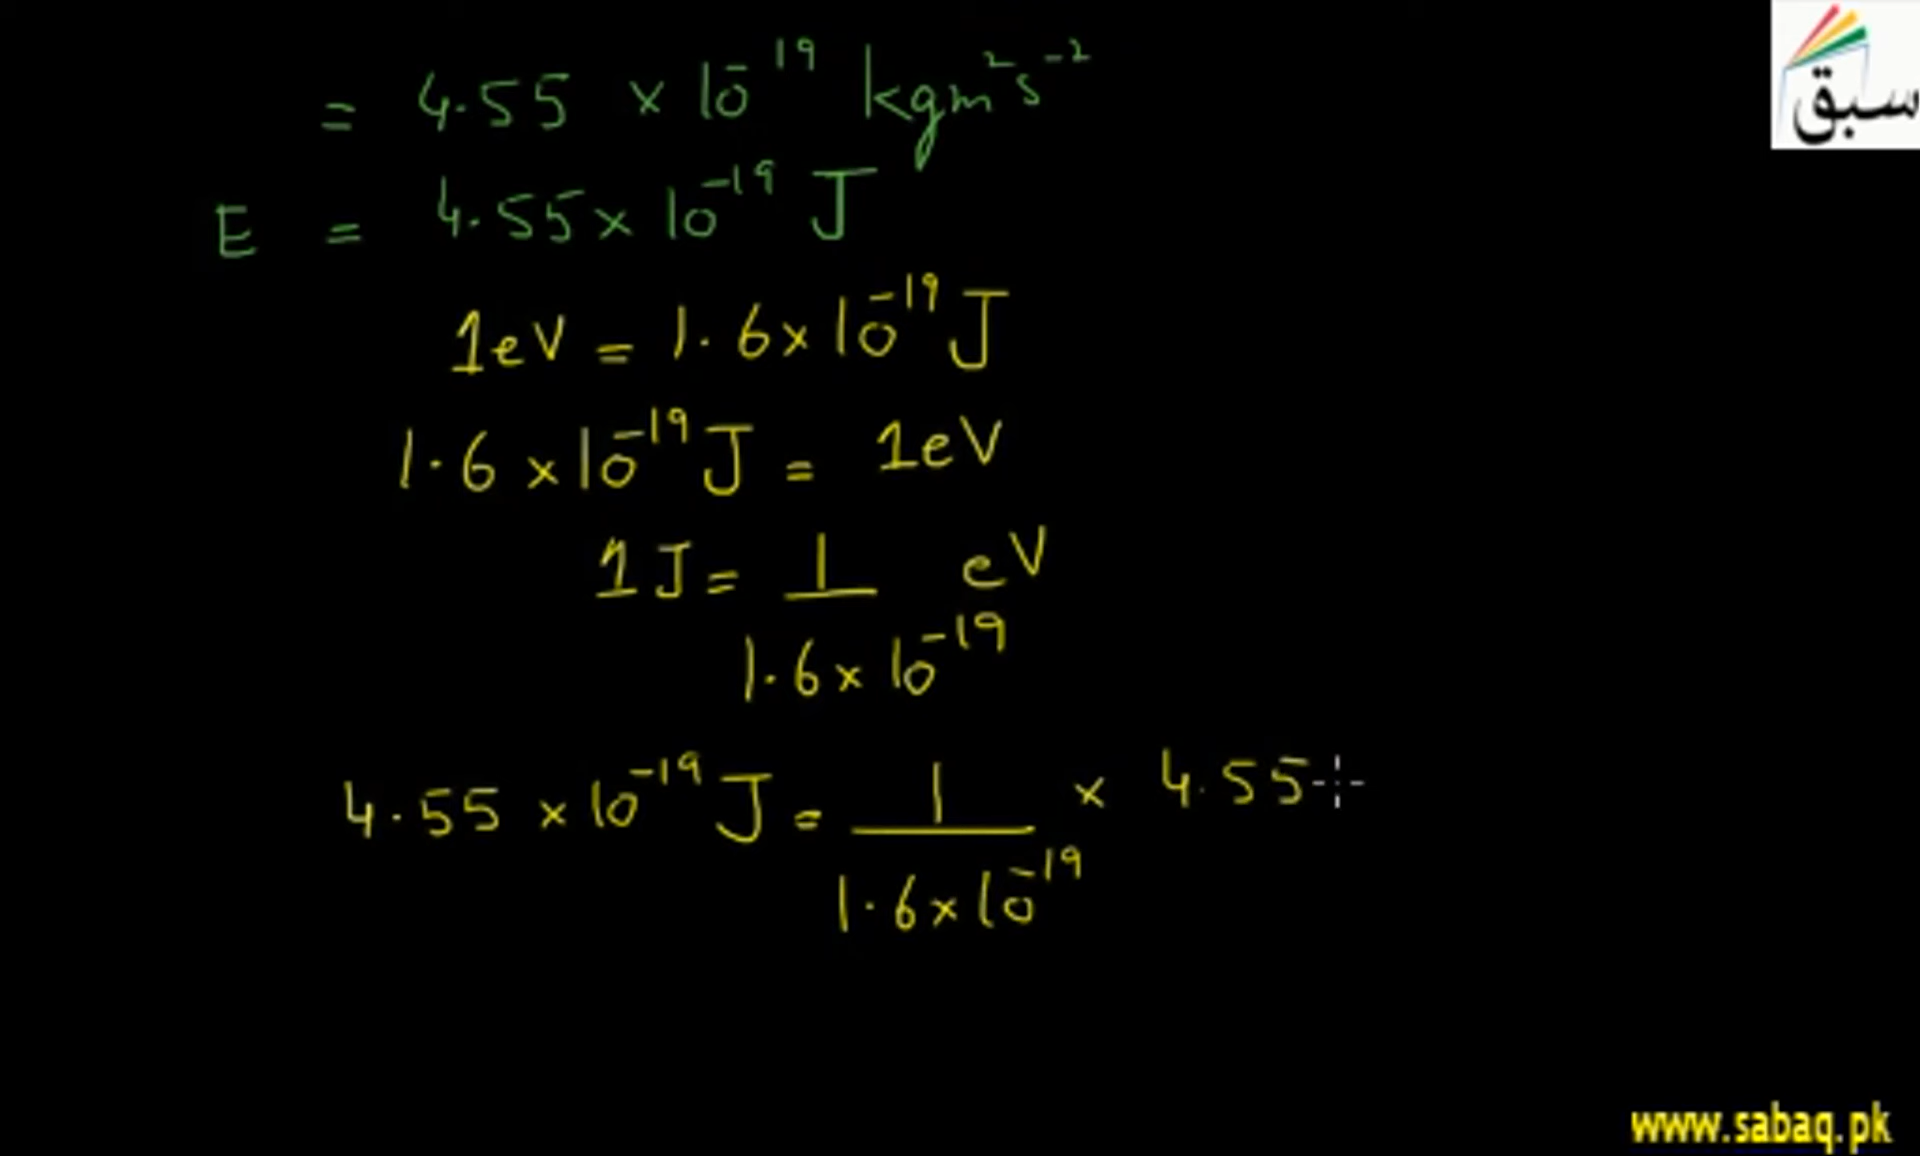 سبق
= 4.55 × 10⁻¹⁹ kgm²s⁻²
E = 4.55 × 10⁻¹⁹ J
1eV = 1.6 × 10⁻¹⁹ J
1.6 × 10⁻¹⁹ J = 1eV
1J = 1 / 1.6 × 10⁻¹⁹ eV
4.55 × 10⁻¹⁹ J = 1 / 1.6 × 10⁻¹⁹ × 4.55
www.sabaq.pk